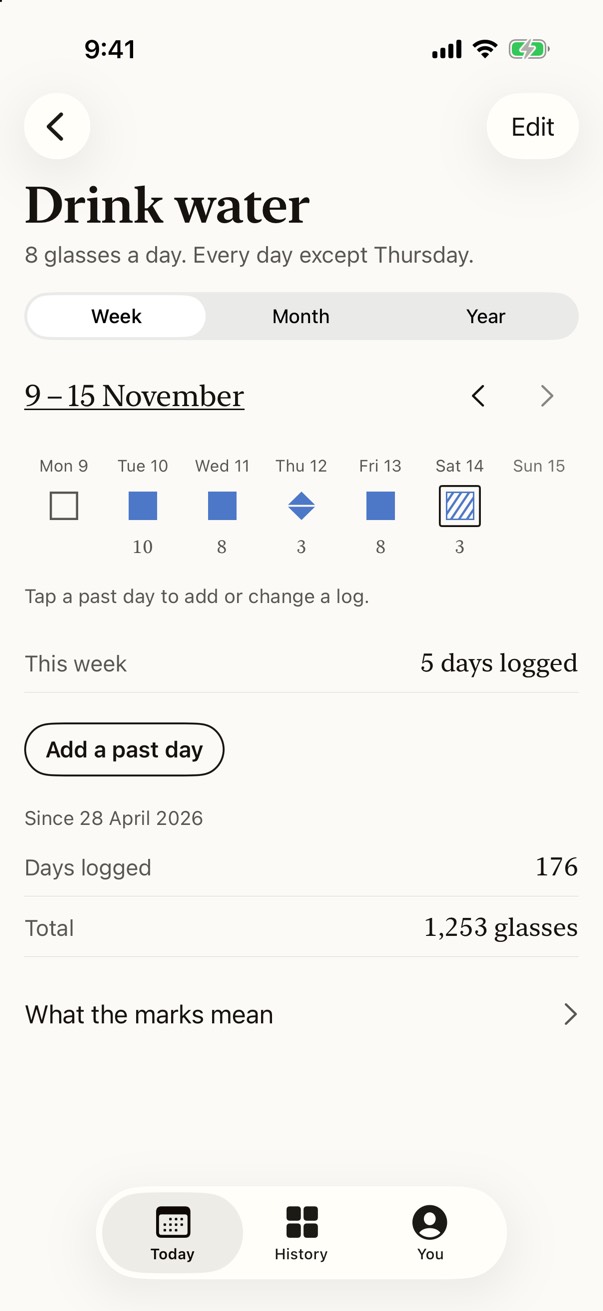 9:41
Edit
Drink water
8 glasses a day. Every day except Thursday.
Week Month Year
9 – 15 November
Mon 9 Tue 10 Wed 11 Thu 12 Fri 13 Sat 14 Sun 15
10 8 3 8 3
Tap a past day to add or change a log.
This week 5 days logged
Add a past day
Since 28 April 2026
Days logged 176
Total 1,253 glasses
What the marks mean
Today History You